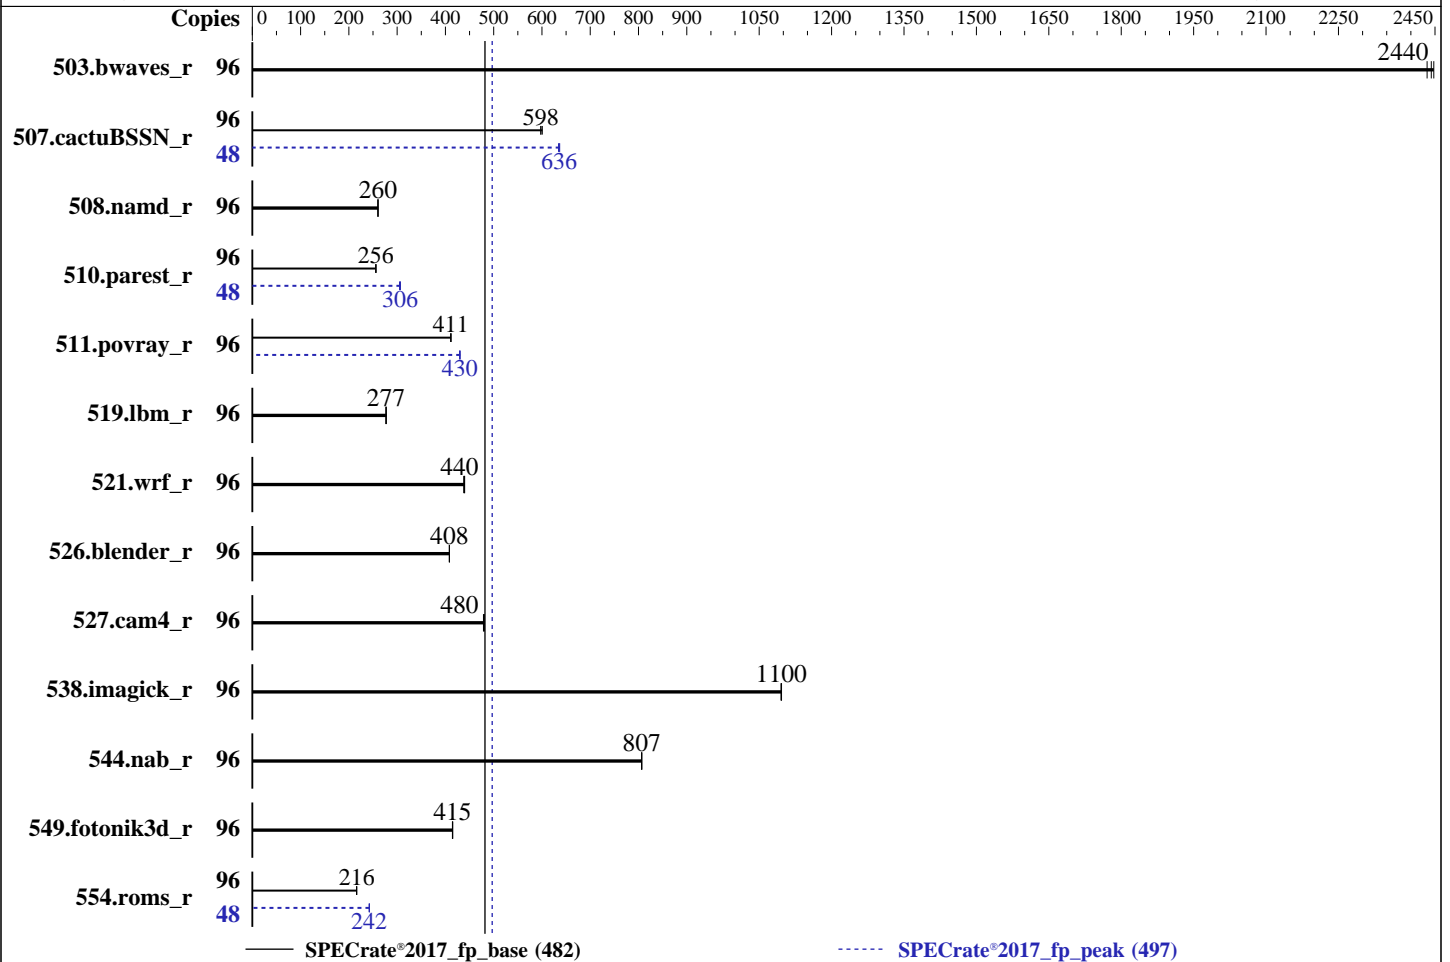 Copies 0 100 200 300 400 500 600 700 800 900 1050 1200 1350 1500 1650 1800 1950 2100 2250 2450
503.bwaves_r 96 2440
507.cactuBSSN_r 96 598
48 636
508.namd_r 96 260
510.parest_r 96 256
48 306
511.povray_r 96 411
430
519.lbm_r 96 277
521.wrf_r 96 440
526.blender_r 96 408
527.cam4_r 96 480
538.imagick_r 96 1100
544.nab_r 96 807
549.fotonik3d_r 96 415
554.roms_r 96 216
48 242
SPECrate®2017_fp_base (482) SPECrate®2017_fp_peak (497)